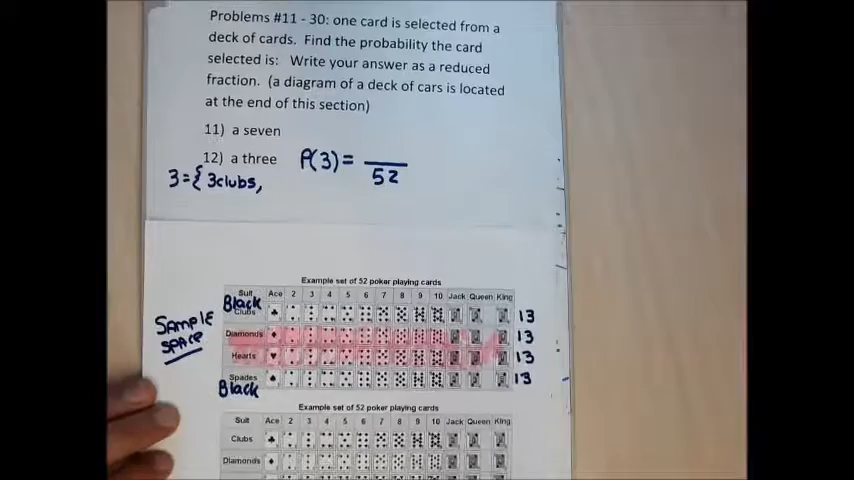 Problems #11 - 30: one card is selected from a
deck of cards. Find the probability the card
selected is: Write your answer as a reduced
fraction. (a diagram of a deck of cars is located
at the end of this section)
11) a seven
12) a three P(3) = 52
3 = { 3clubs,
Example set of 52 poker playing cards
Suit Ace 2 3 4 5 6 7 8 9 10 Jack Queen King
Black
Clubs 13
SAMPLE SPACE
Diamonds 13
Hearts 13
Spades 13
Black
Example set of 52 poker playing cards
Suit Ace 2 3 4 5 6 7 8 9 10 Jack Queen King
Clubs
Diamonds